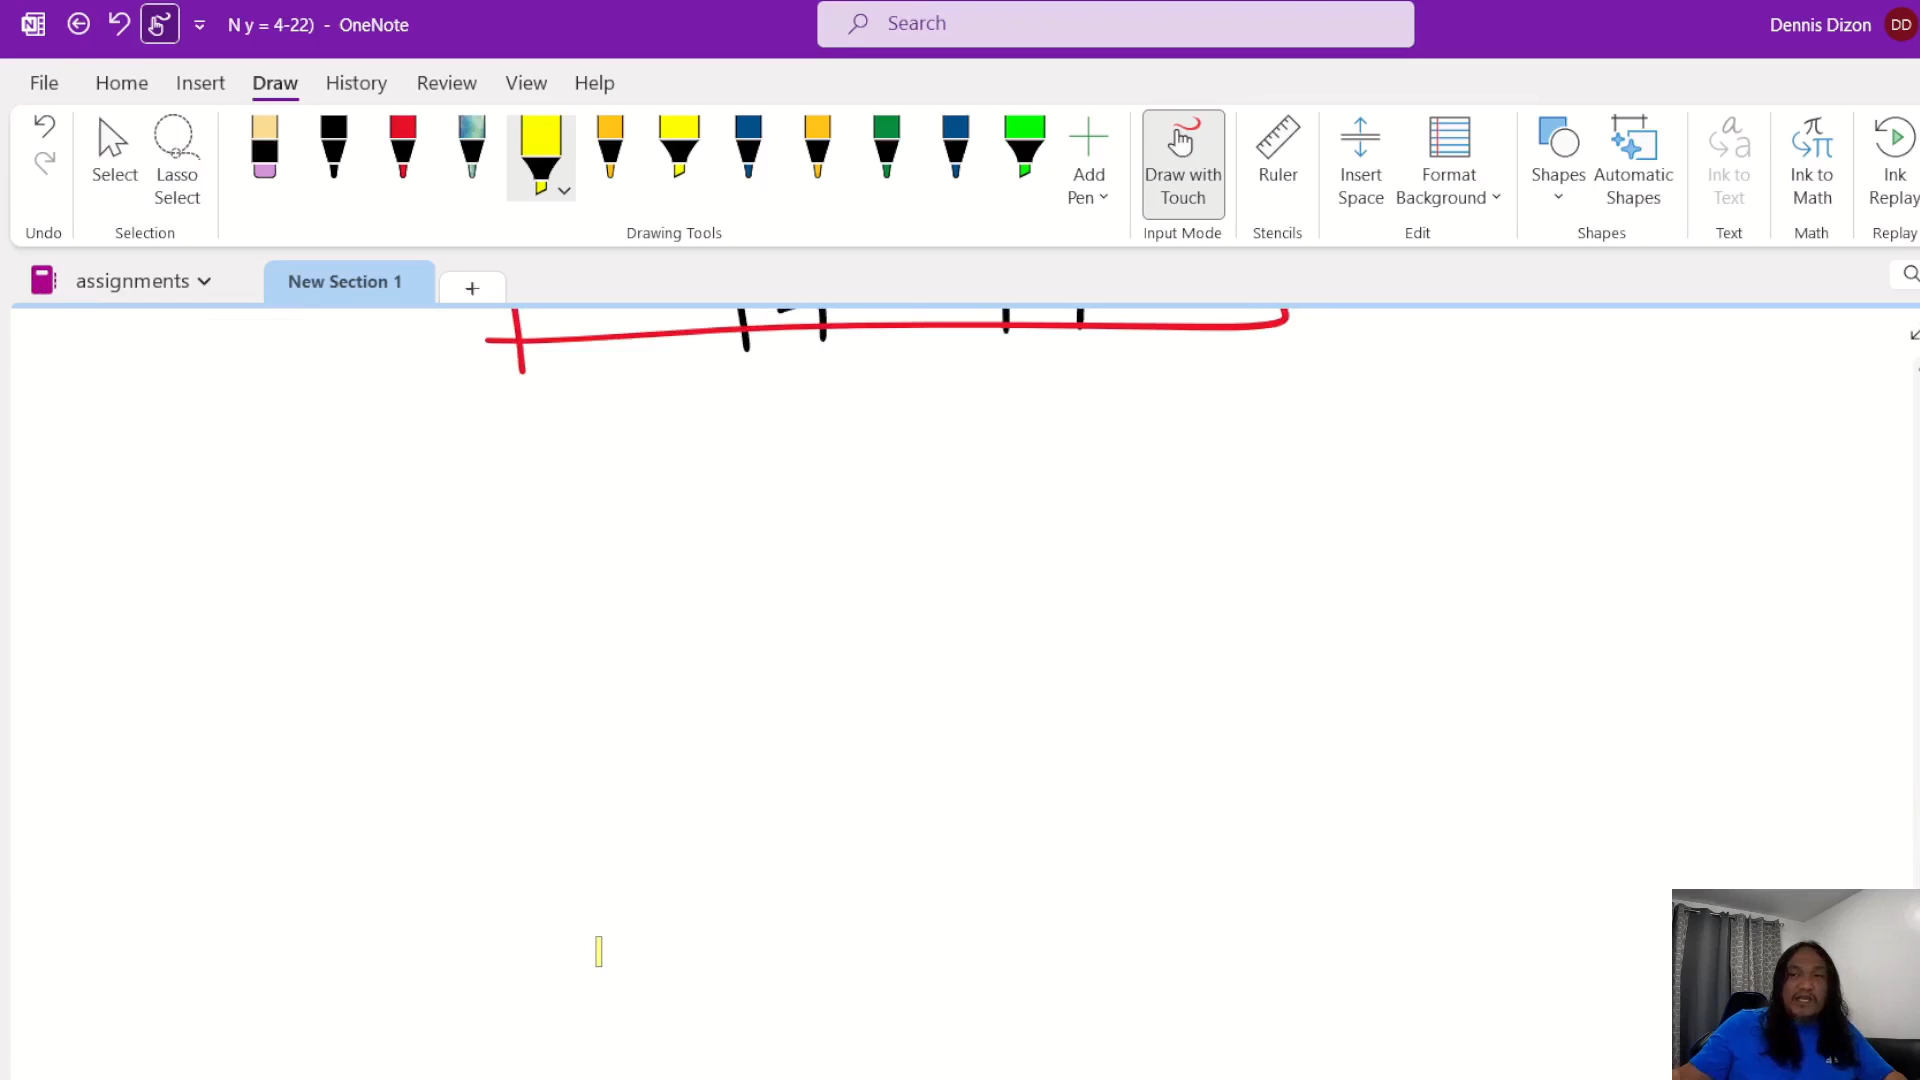 N y = 4-22) - OneNote
Search
Dennis Dizon
DD
File
Home
Insert
Draw
History
Review
View
Help
Select
Lasso
Select
Add
Pen
Draw with
Touch
Ruler
Insert
Space
Format
Background
Shapes
Automatic
Shapes
Ink to
Text
Ink to
Math
Ink
Replay
Undo
Selection
Drawing Tools
Input Mode
Stencils
Edit
Shapes
Text
Math
Replay
assignments
New Section 1
+